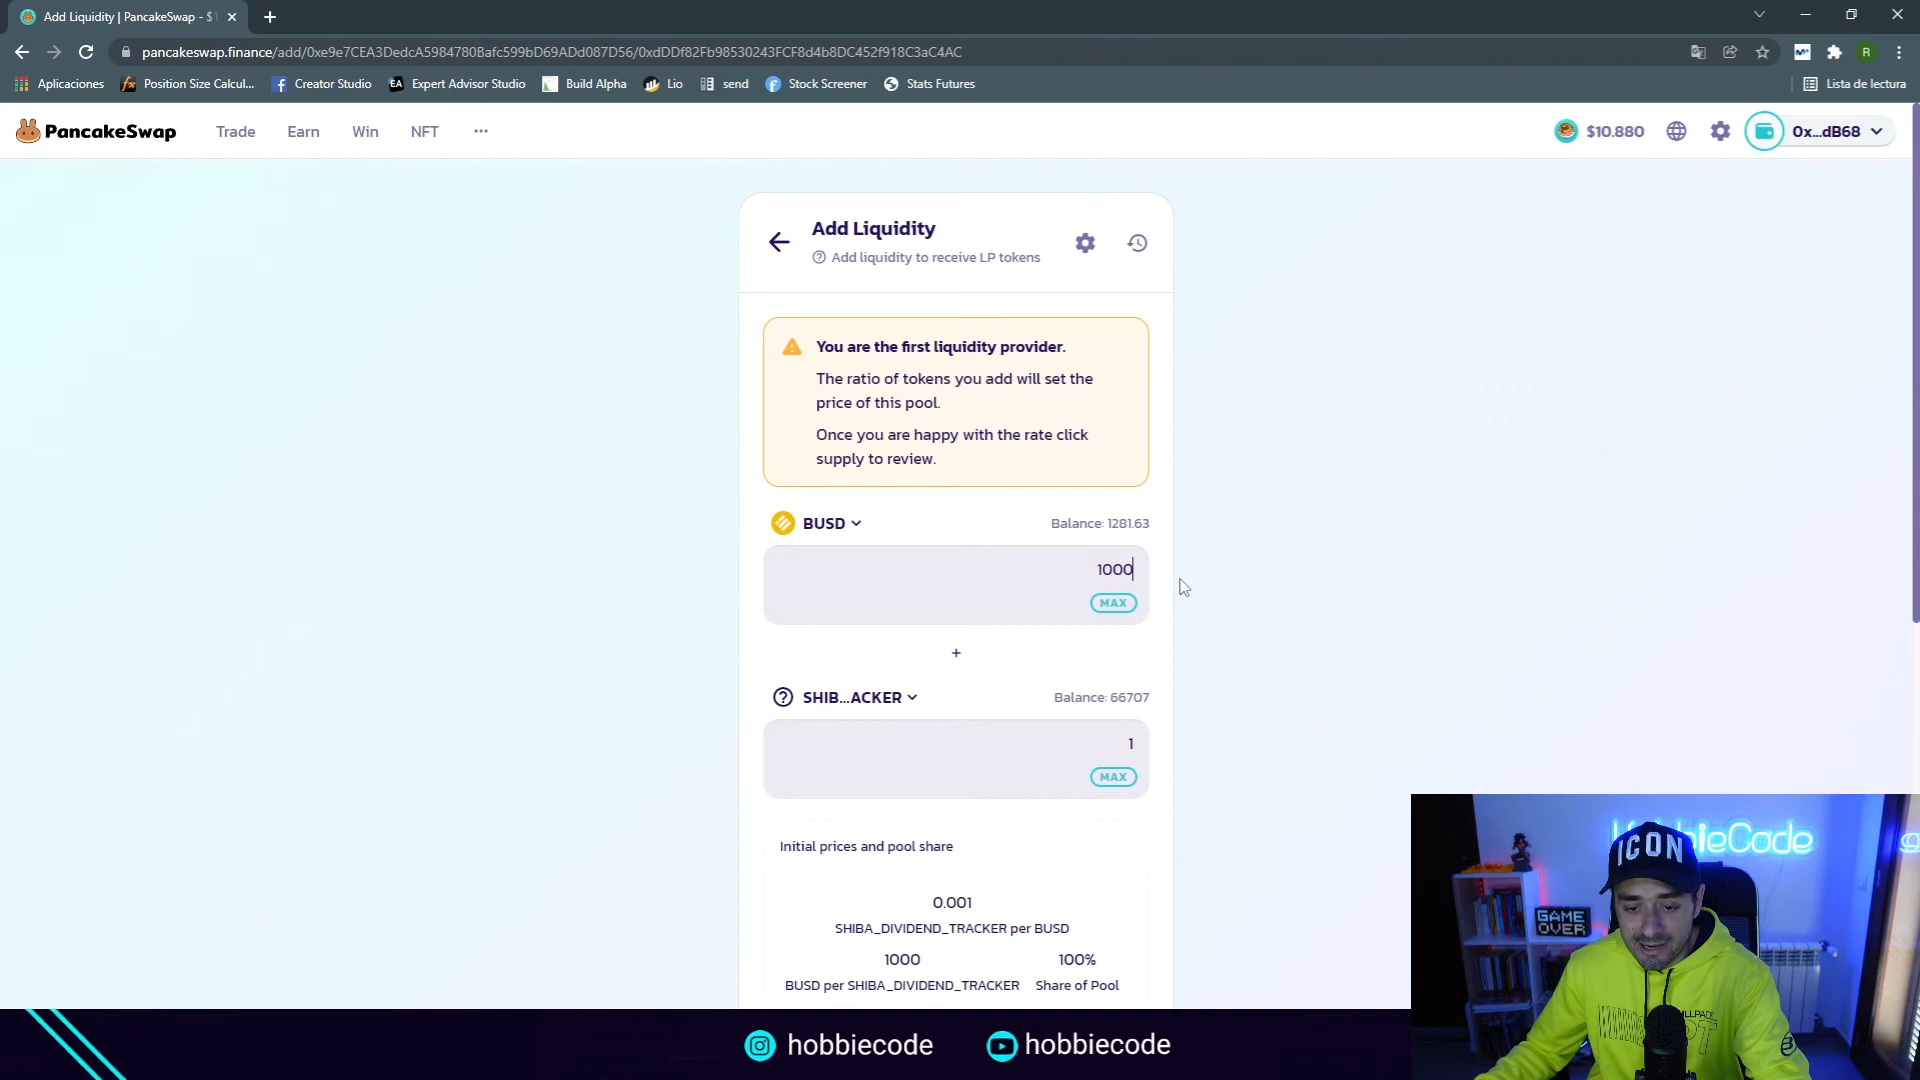 Add Liquidity | PancakeSwap - $1
pancakeswap.finance/add/0xe9e7CEA3DedcA5984780Bafc599bD69ADd087D56/0xdDDf82Fb98530243FCF8d4b8DC452f918C3aC4AC
R
Aplicaciones
Position Size Calcul...
Creator Studio
EA
Expert Advisor Studio
Build Alpha
Lio
send
Stock Screener
Stats Futures
Lista de lectura
PancakeSwap
Trade
Earn
Win
NFT
$10.880
0x...dB68
Add Liquidity
Add liquidity to receive LP tokens
You are the first liquidity provider.
The ratio of tokens you add will set the
price of this pool.
Once you are happy with the rate click
supply to review.
BUSD
Balance: 1281.63
1000
MAX
+
SHIB...ACKER
Balance: 66707
1
MAX
Initial prices and pool share
0.001
SHIBA_DIVIDEND_TRACKER per BUSD
1000
100%
BUSD per SHIBA_DIVIDEND_TRACKER
Share of Pool
ICON
GAME
OVER
hobbiecode
hobbiecode